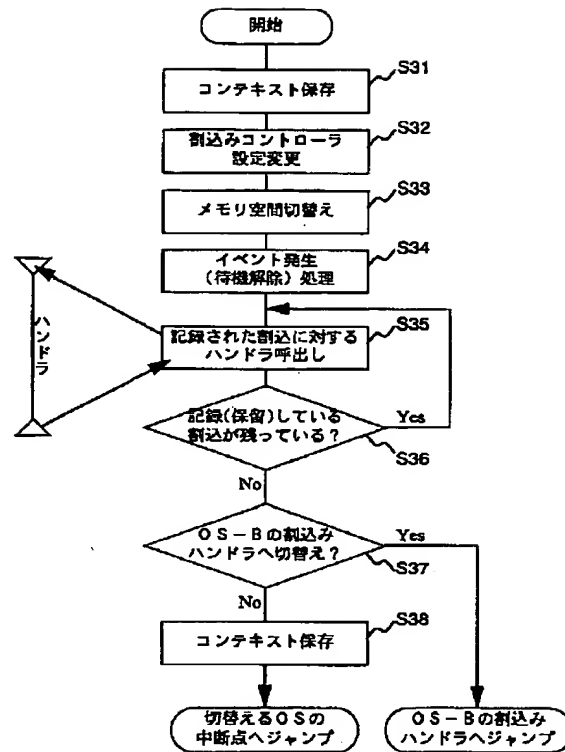 開始
コンテキスト保存
S31
割込みコントローラ
設定変更
S32
メモリ空間切替え
S33
イベント発生
(待機解除)処理
S34
ハンドラ
記録された割込に対する
ハンドラ呼出し
S35
記録(保留)している
割込が残っている?
Yes
S36
No
OS-Bの割込み
ハンドラへ切替え?
Yes
S37
No
コンテキスト保存
S38
切替えるOSの
中断点へジャンプ
OS-Bの割込み
ハンドラへジャンプ